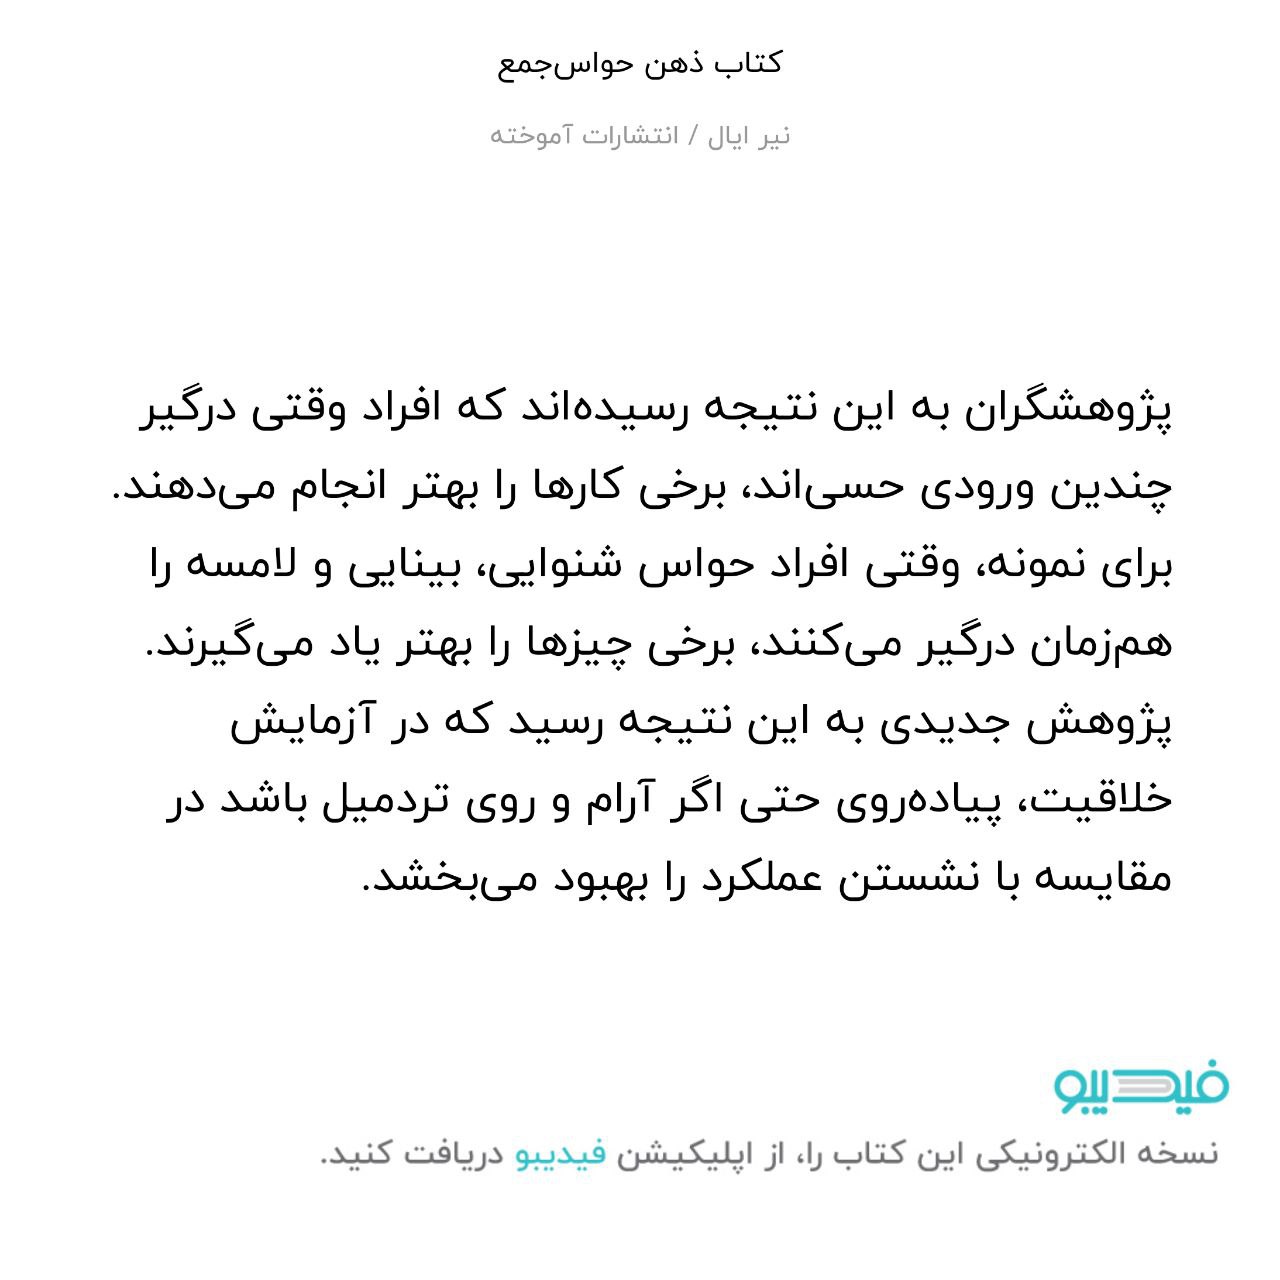 کتاب ذهن حواس‌جمع
نیر ایال / انتشارات آموخته
پژوهشگران به این نتیجه رسیده‌اند که افراد وقتی درگیر
چندین ورودی حسی‌اند، برخی کارها را بهتر انجام می‌دهند.
برای نمونه، وقتی افراد حواس شنوایی، بینایی و لامسه را
هم‌زمان درگیر می‌کنند، برخی چیزها را بهتر یاد می‌گیرند.
پژوهش جدیدی به این نتیجه رسید که در آزمایش
خلاقیت، پیاده‌روی حتی اگر آرام و روی تردمیل باشد در
مقایسه با نشستن عملکرد را بهبود می‌بخشد.
فیدیبو
نسخه الکترونیکی این کتاب را، از اپلیکیشن فیدیبو دریافت کنید.